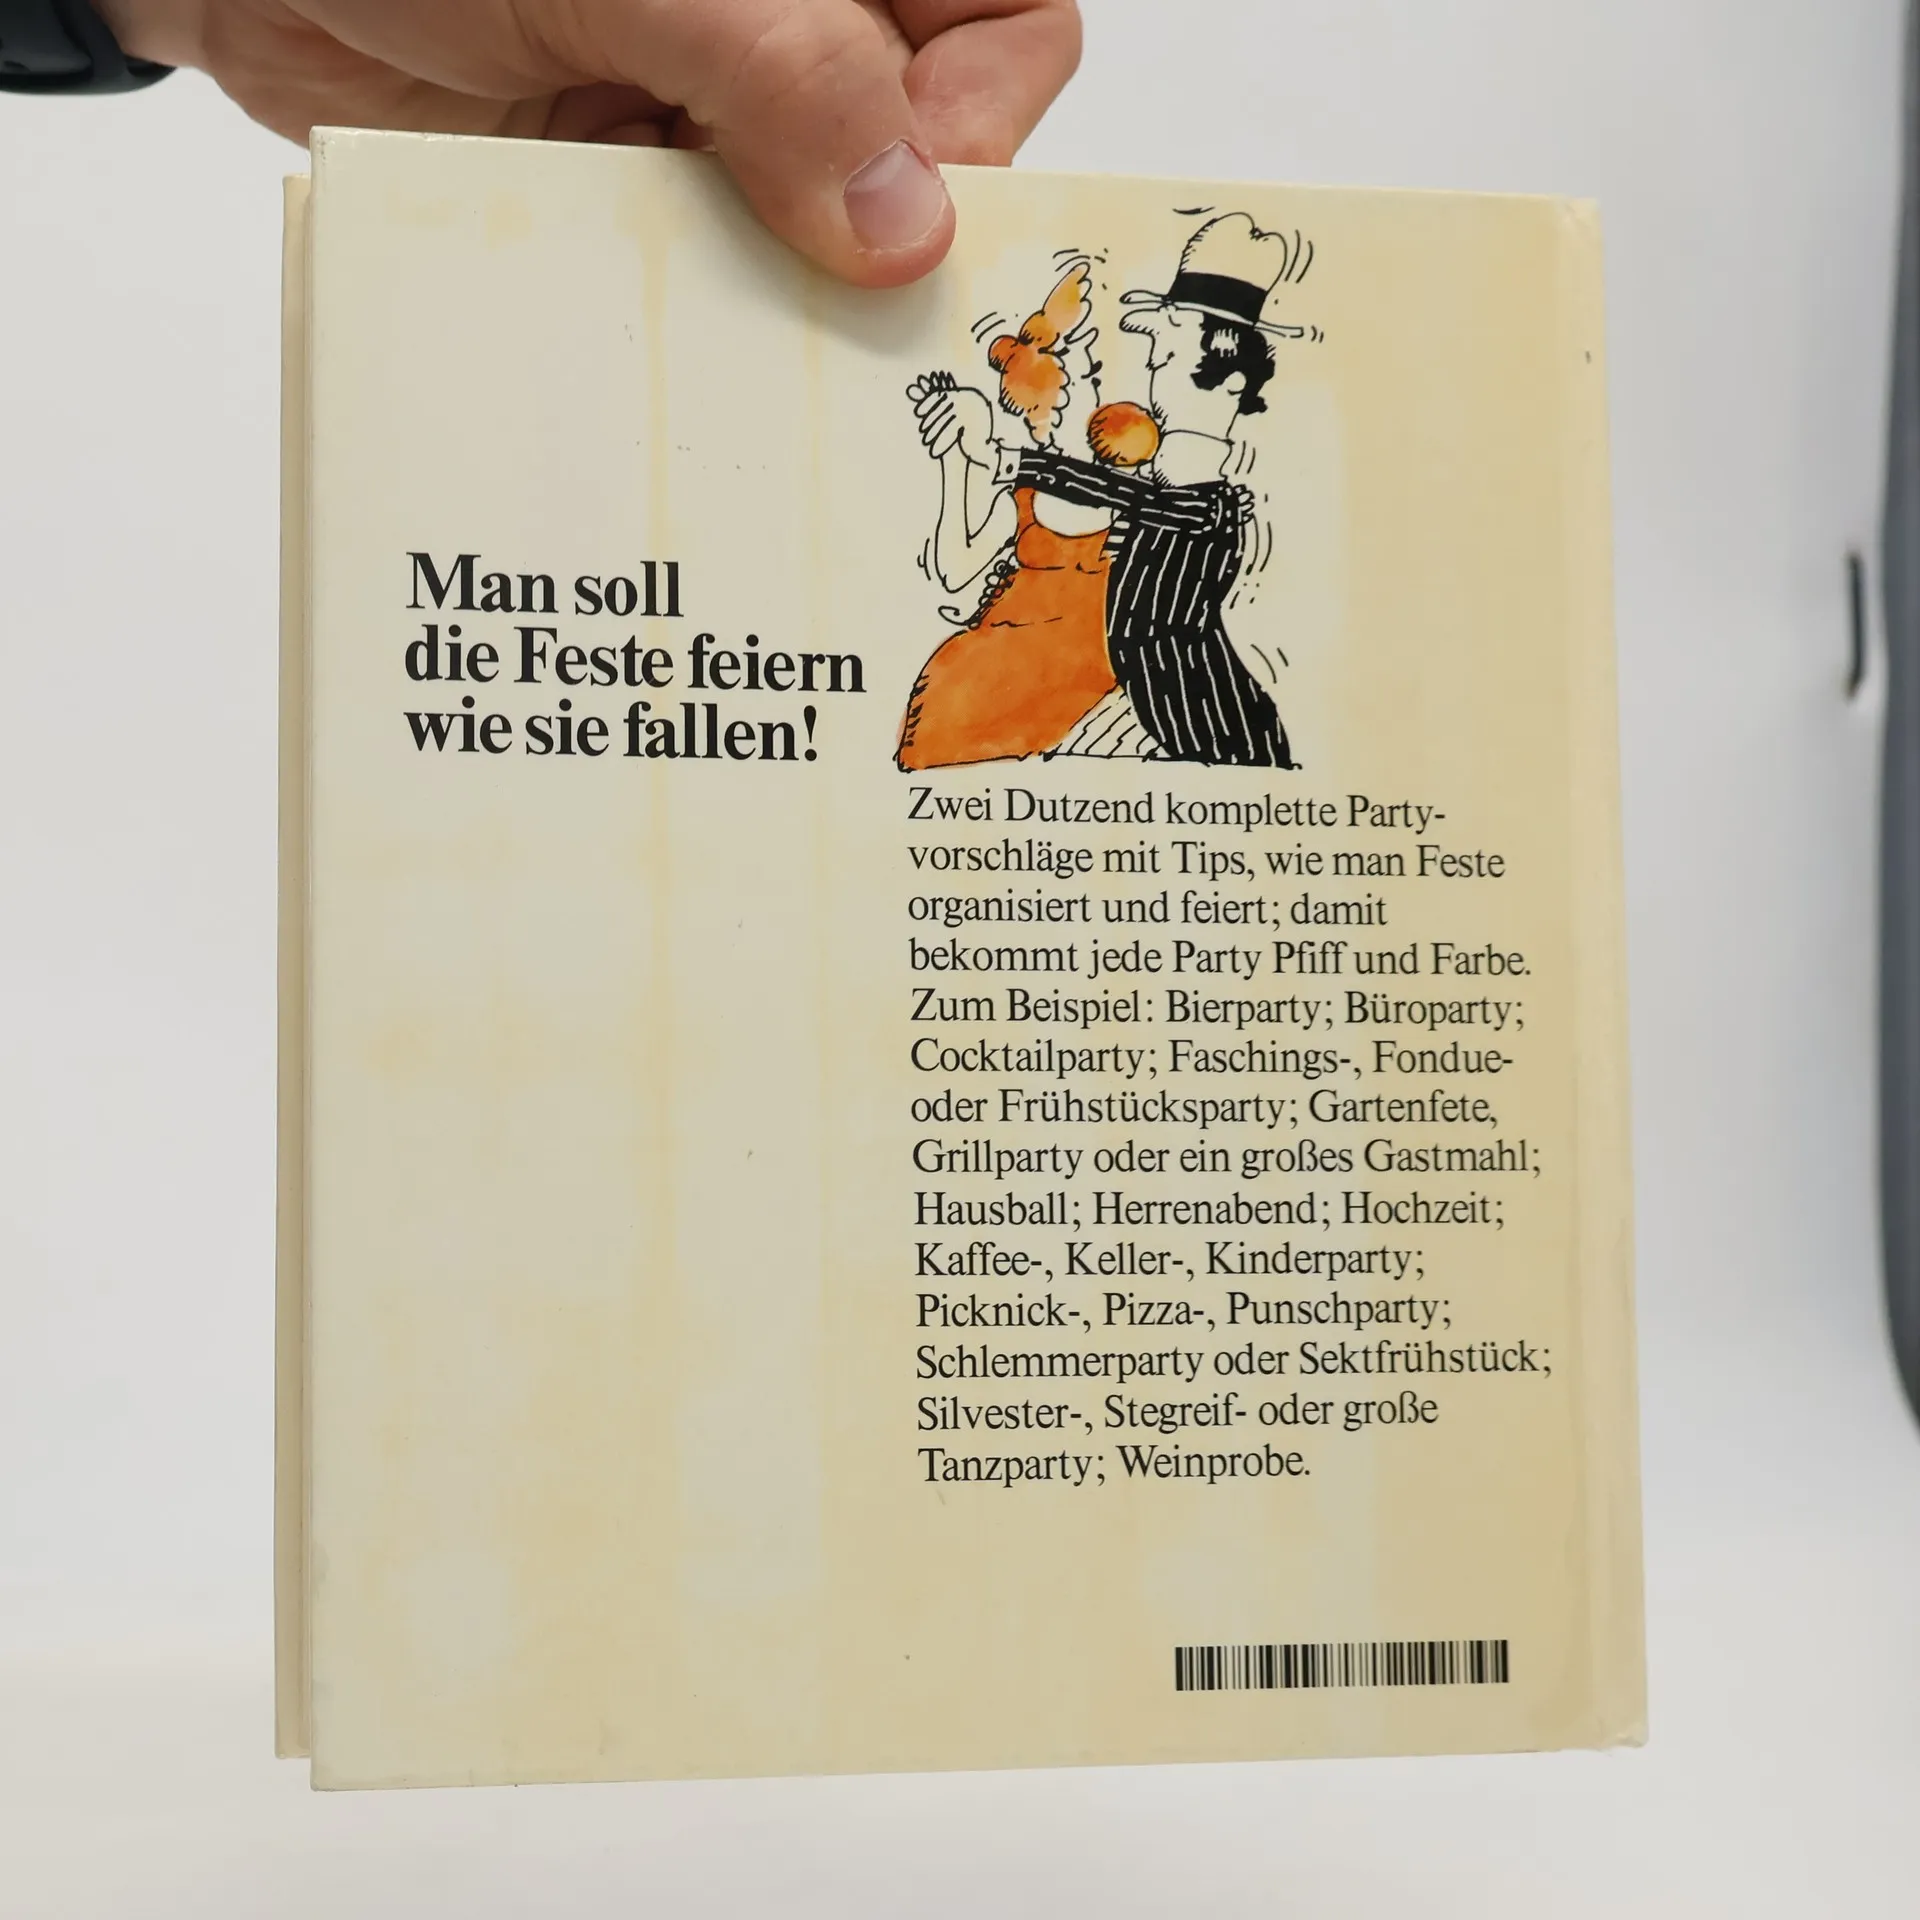 Man soll
die Feste feiern
wie sie fallen!
Zwei Dutzend komplette Party-
vorschläge mit Tips, wie man Feste
organisiert und feiert; damit
bekommt jede Party Pfiff und Farbe.
Zum Beispiel: Bierparty; Büroparty;
Cocktailparty; Faschings-, Fondue-
oder Frühstücksparty; Gartenfete,
Grillparty oder ein großes Gastmahl;
Hausball; Herrenabend; Hochzeit;
Kaffee-, Keller-, Kinderparty;
Picknick-, Pizza-, Punschparty;
Schlemmerparty oder Sektfrühstück;
Silvester-, Stegreif- oder große
Tanzparty; Weinprobe.